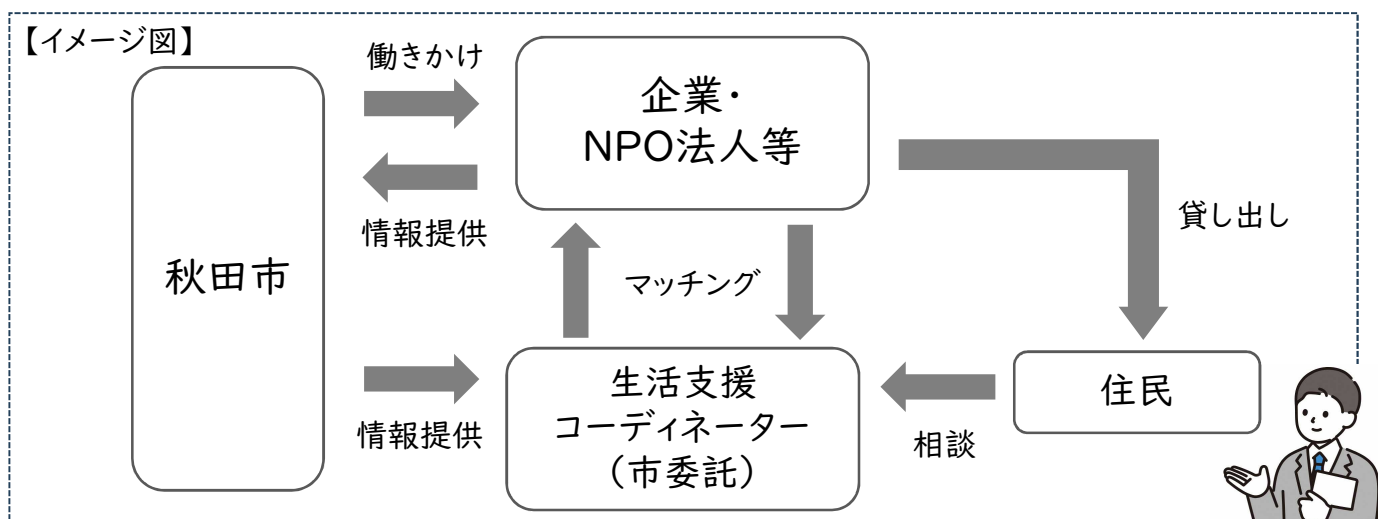 【イメージ図】
働きかけ
企業・
NPO法人等
情報提供
貸し出し
秋田市
マッチング
生活支援
コーディネーター
(市委託)
情報提供
住民
相談